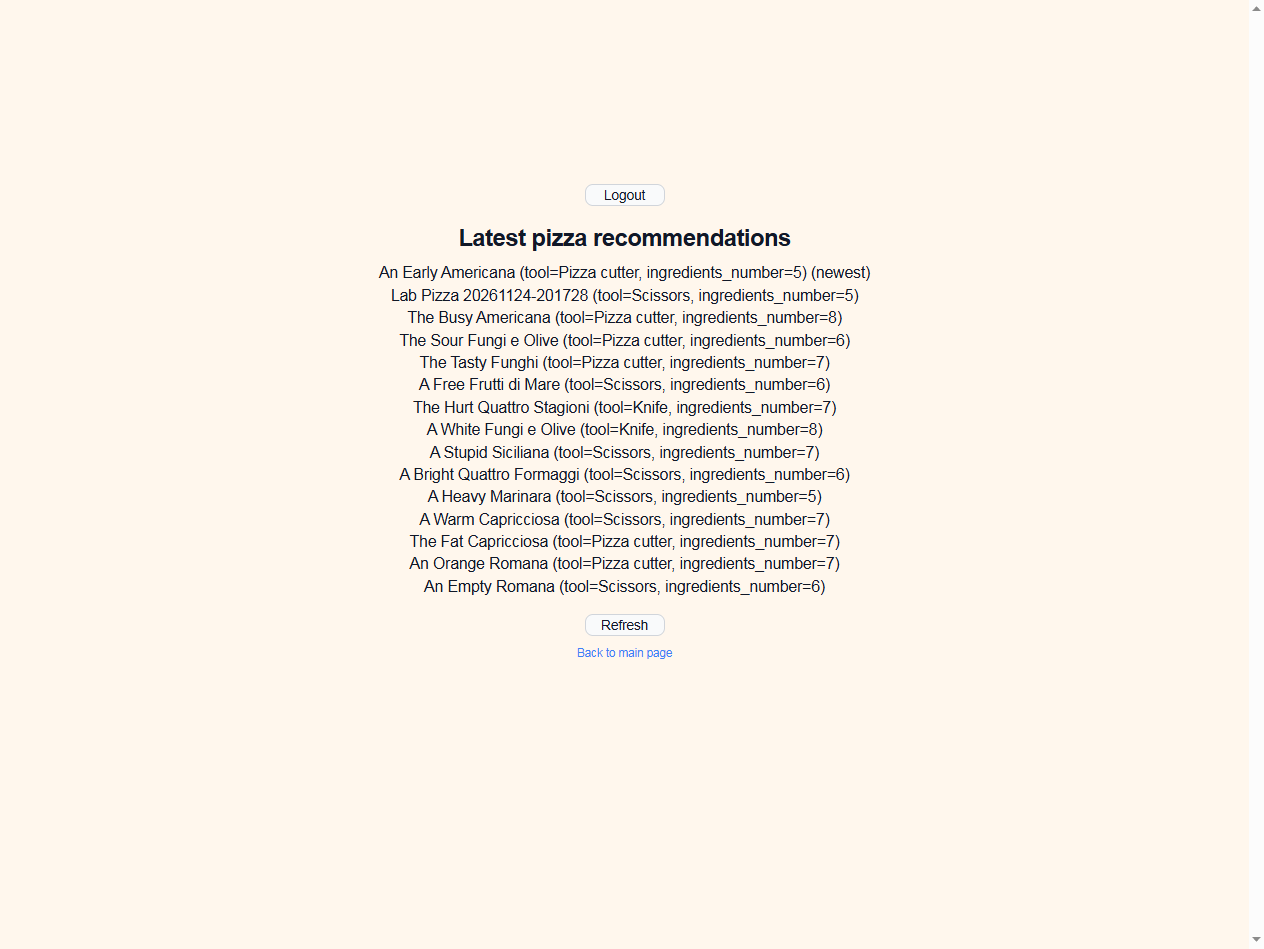 Logout
Latest pizza recommendations
An Early Americana (tool=Pizza cutter, ingredients_number=5) (newest)
Lab Pizza 20261124-201728 (tool=Scissors, ingredients_number=5)
The Busy Americana (tool=Pizza cutter, ingredients_number=8)
The Sour Fungi e Olive (tool=Pizza cutter, ingredients_number=6)
The Tasty Funghi (tool=Pizza cutter, ingredients_number=7)
A Free Frutti di Mare (tool=Scissors, ingredients_number=6)
The Hurt Quattro Stagioni (tool=Knife, ingredients_number=7)
A White Fungi e Olive (tool=Knife, ingredients_number=8)
A Stupid Siciliana (tool=Scissors, ingredients_number=7)
A Bright Quattro Formaggi (tool=Scissors, ingredients_number=6)
A Heavy Marinara (tool=Scissors, ingredients_number=5)
A Warm Capricciosa (tool=Scissors, ingredients_number=7)
The Fat Capricciosa (tool=Pizza cutter, ingredients_number=7)
An Orange Romana (tool=Pizza cutter, ingredients_number=7)
An Empty Romana (tool=Scissors, ingredients_number=6)
Refresh
Back to main page